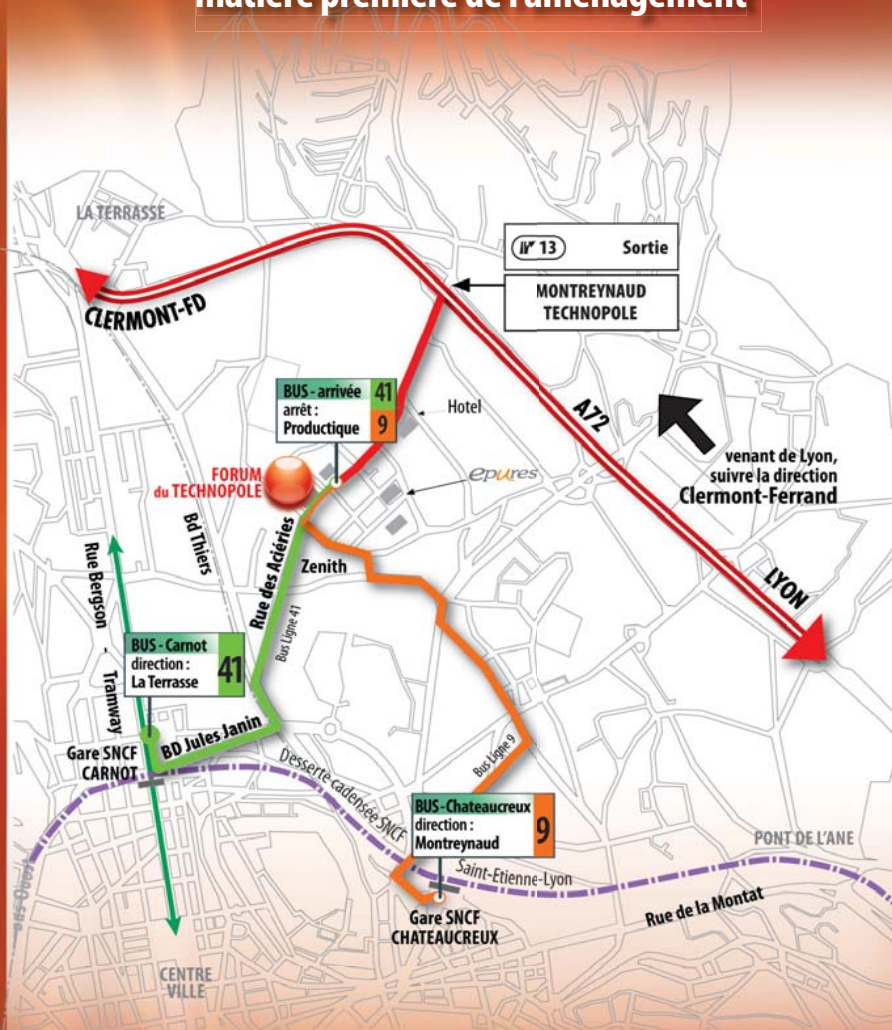 matière première de l'aménagement
LA TERRASSE
13 Sortie
MONTREYNAUD
TECHNOPOLE
CLERMONT-FD
BUS - arrivée 41
arrêt :
Productique 9
Hotel
A72
venant de Lyon,
suivre la direction
Clermont-Ferrand
epures
FORUM
du TECHNOPOLE
Bd Thiers
Rue des Aciéries
Zenith
LYON
Rue Bergson - Tramway
Bus Ligne 41
BUS - Carnot
direction :
La Terrasse
41
BD Jules Janin
Gare SNCF
CARNOT
Desserte cadensée SNCF
Bus Ligne 9
BUS - Chateaucreux
direction :
Montreynaud
9
PONT DE L'ANE
Saint-Etienne-Lyon
Rue de la Montat
Gare SNCF
CHATEAUCREUX
CENTRE
VILLE